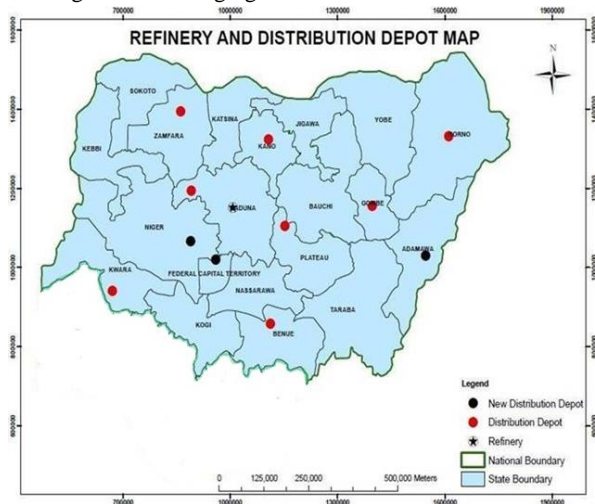 700000 1000000 1300000 1600000 1900000
REFINERY AND DISTRIBUTION DEPOT MAP
N
SOKOTO
KATSINA
JIGAWA
YOBE
ZAMFARA
KANO
BORNO
KEBBI
KADUNA
BAUCHI
GOMBE
NIGER
ADAMAWA
PLATEAU
KWARA
FEDERAL CAPITAL TERRITORY
NASSARAWA
TARABA
KOGI
BENUE
Legend
New Distribution Depot
Distribution Depot
Refinery
National Boundary
State Boundary
0 125,000 250,000 500,000 Meters
700000 1000000 1300000 1600000 1900000